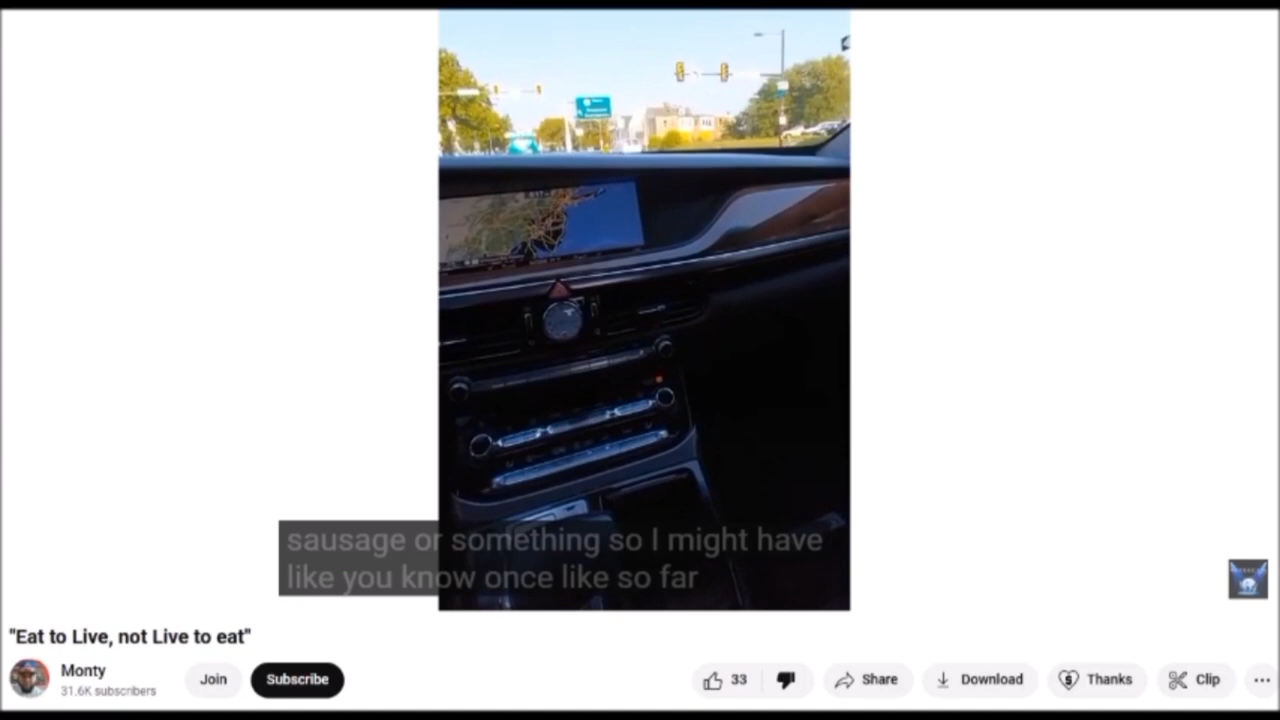 sausage or something so I might have
like you know once like so far
"Eat to Live, not Live to eat"
Monty
31.6K subscribers
Join
Subscribe
33
Share
Download
Thanks
Clip